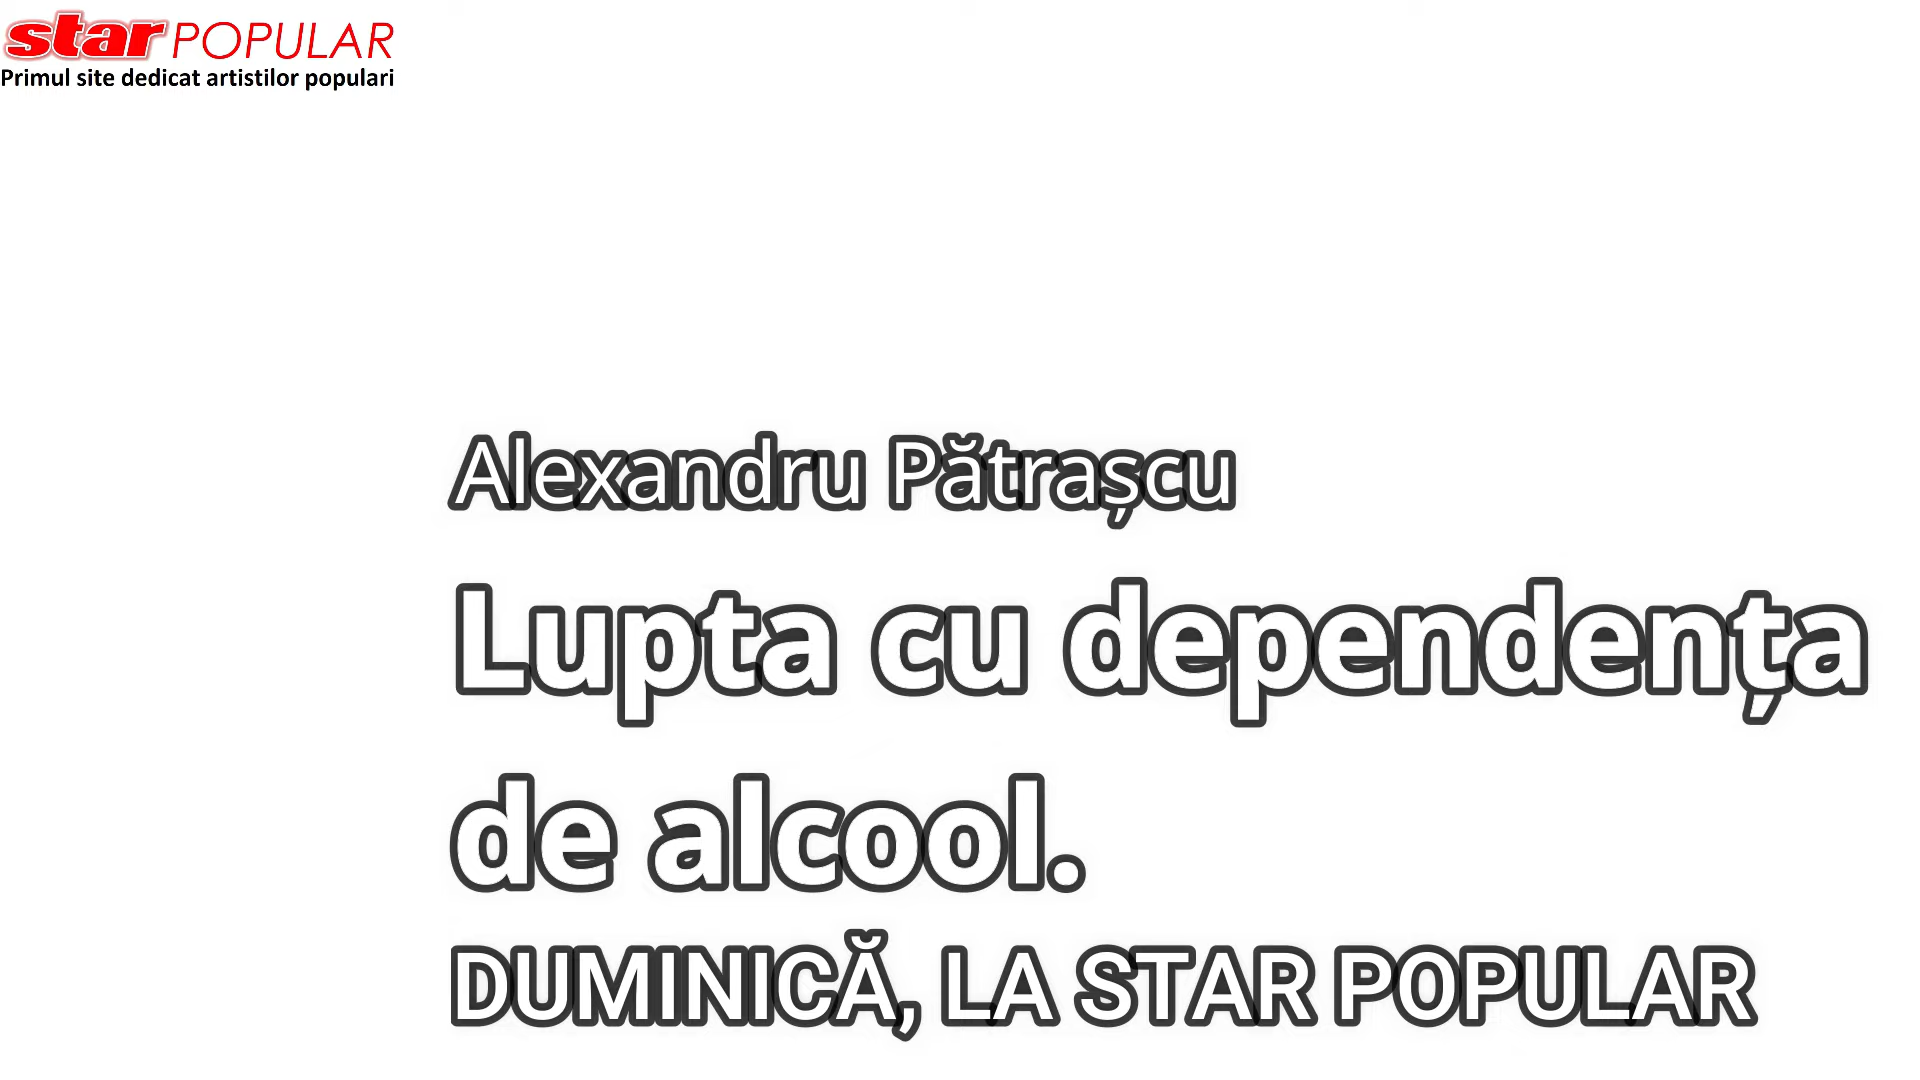 star POPULAR
Primul site dedicat artistilor populari
Alexandru Pătrașcu
Lupta cu dependența
de alcool.
DUMINICĂ, LA STAR POPULAR